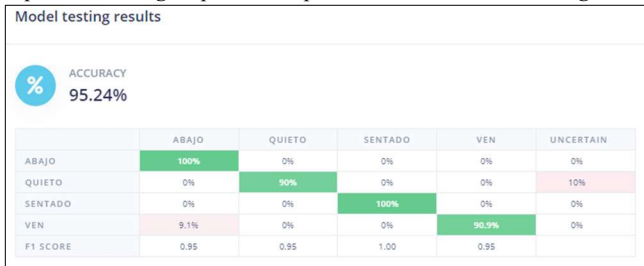 Model testing results
%
ACCURACY
95.24%
ABAJO QUIETO SENTADO VEN UNCERTAIN
ABAJO 100% 0% 0% 0% 0%
QUIETO 0% 90% 0% 0% 10%
SENTADO 0% 0% 100% 0% 0%
VEN 9.1% 0% 0% 90.9% 0%
F1 SCORE 0.95 0.95 1.00 0.95